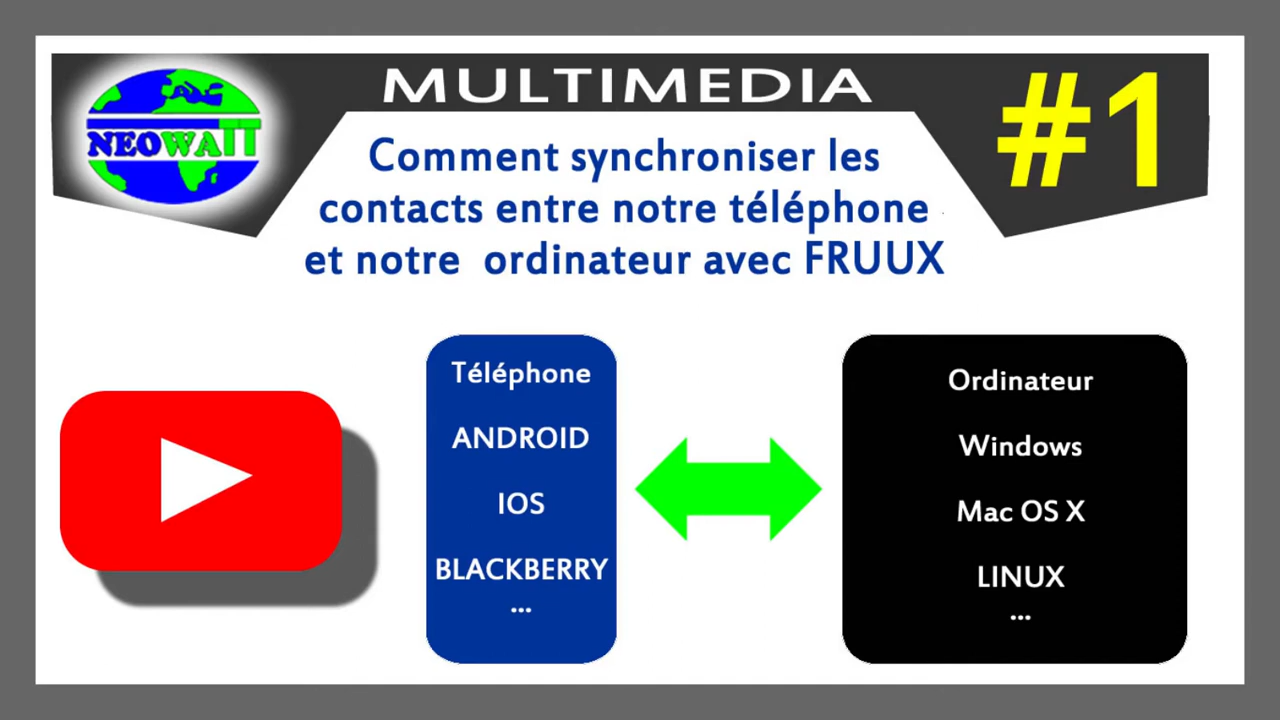 MULTIMEDIA
#1
NEOWATT
Comment synchroniser les
contacts entre notre téléphone
et notre ordinateur avec FRUUX
Téléphone
ANDROID
IOS
BLACKBERRY
...
Ordinateur
Windows
Mac OS X
LINUX
...